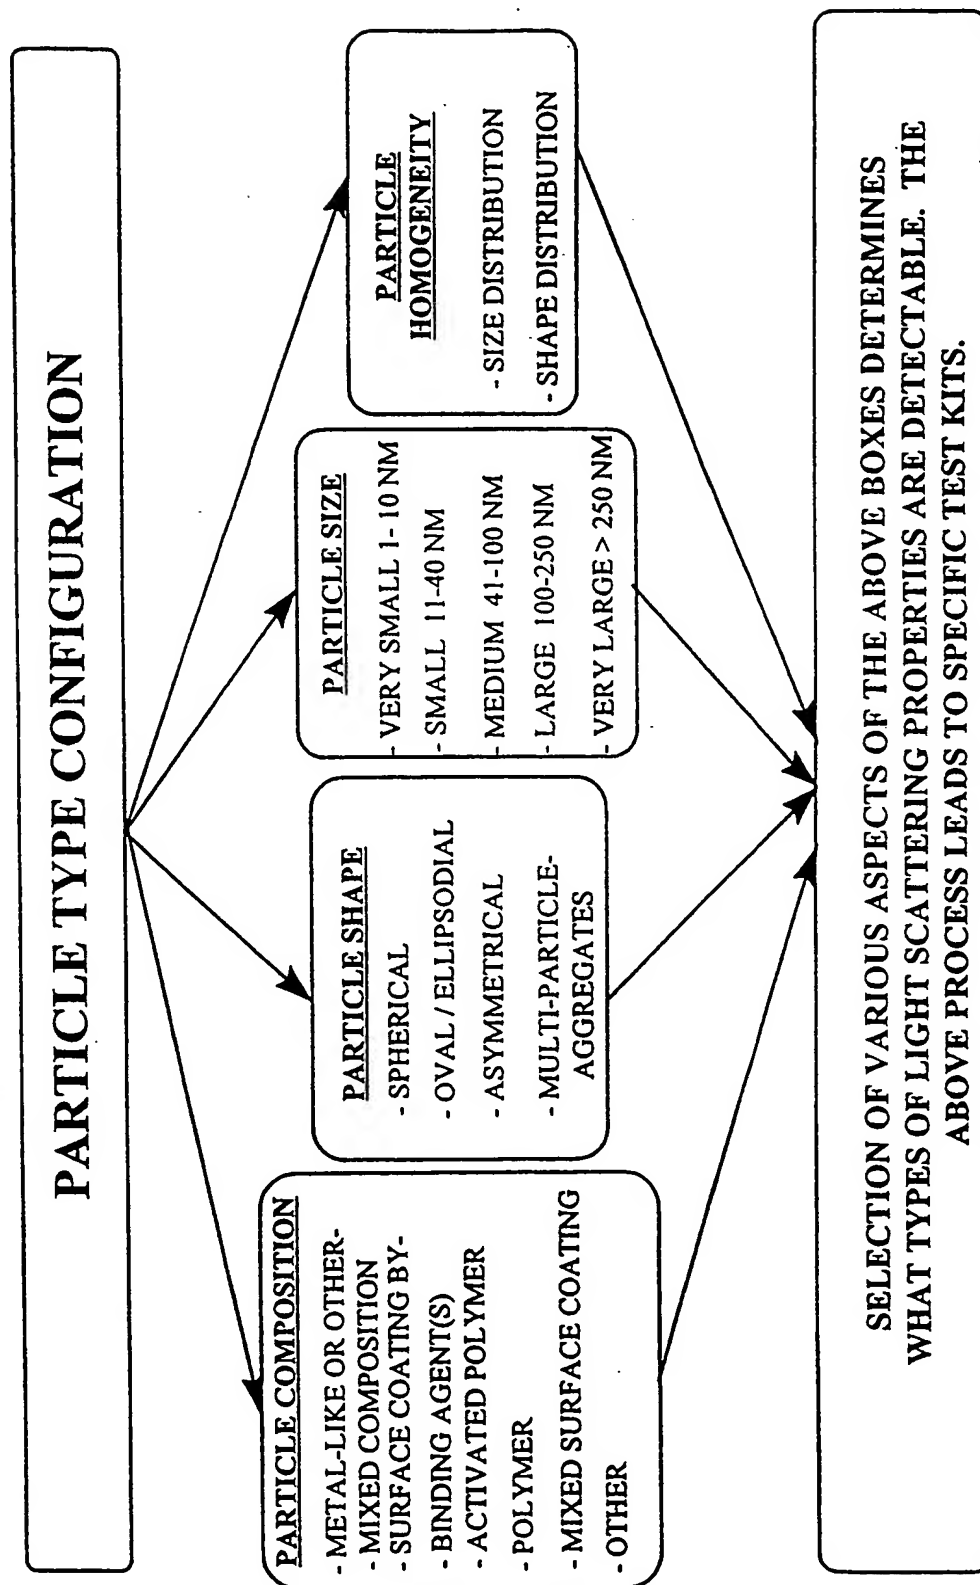 PARTICLE TYPE CONFIGURATION
PARTICLE COMPOSITION
- METAL-LIKE OR OTHER-
- MIXED COMPOSITION
- SURFACE COATING BY-
- BINDING AGENT(S)
- ACTIVATED POLYMER
- POLYMER
- MIXED SURFACE COATING
- OTHER
PARTICLE SHAPE
- SPHERICAL
- OVAL / ELLIPSODIAL
- ASYMMETRICAL
- MULTI-PARTICLE-
AGGREGATES
PARTICLE SIZE
- VERY SMALL 1- 10 NM
- SMALL 11-40 NM
- MEDIUM 41-100 NM
- LARGE 100-250 NM
- VERY LARGE > 250 NM
PARTICLE
HOMOGENEITY
- SIZE DISTRIBUTION
- SHAPE DISTRIBUTION
SELECTION OF VARIOUS ASPECTS OF THE ABOVE BOXES DETERMINES
WHAT TYPES OF LIGHT SCATTERING PROPERTIES ARE DETECTABLE. THE
ABOVE PROCESS LEADS TO SPECIFIC TEST KITS.